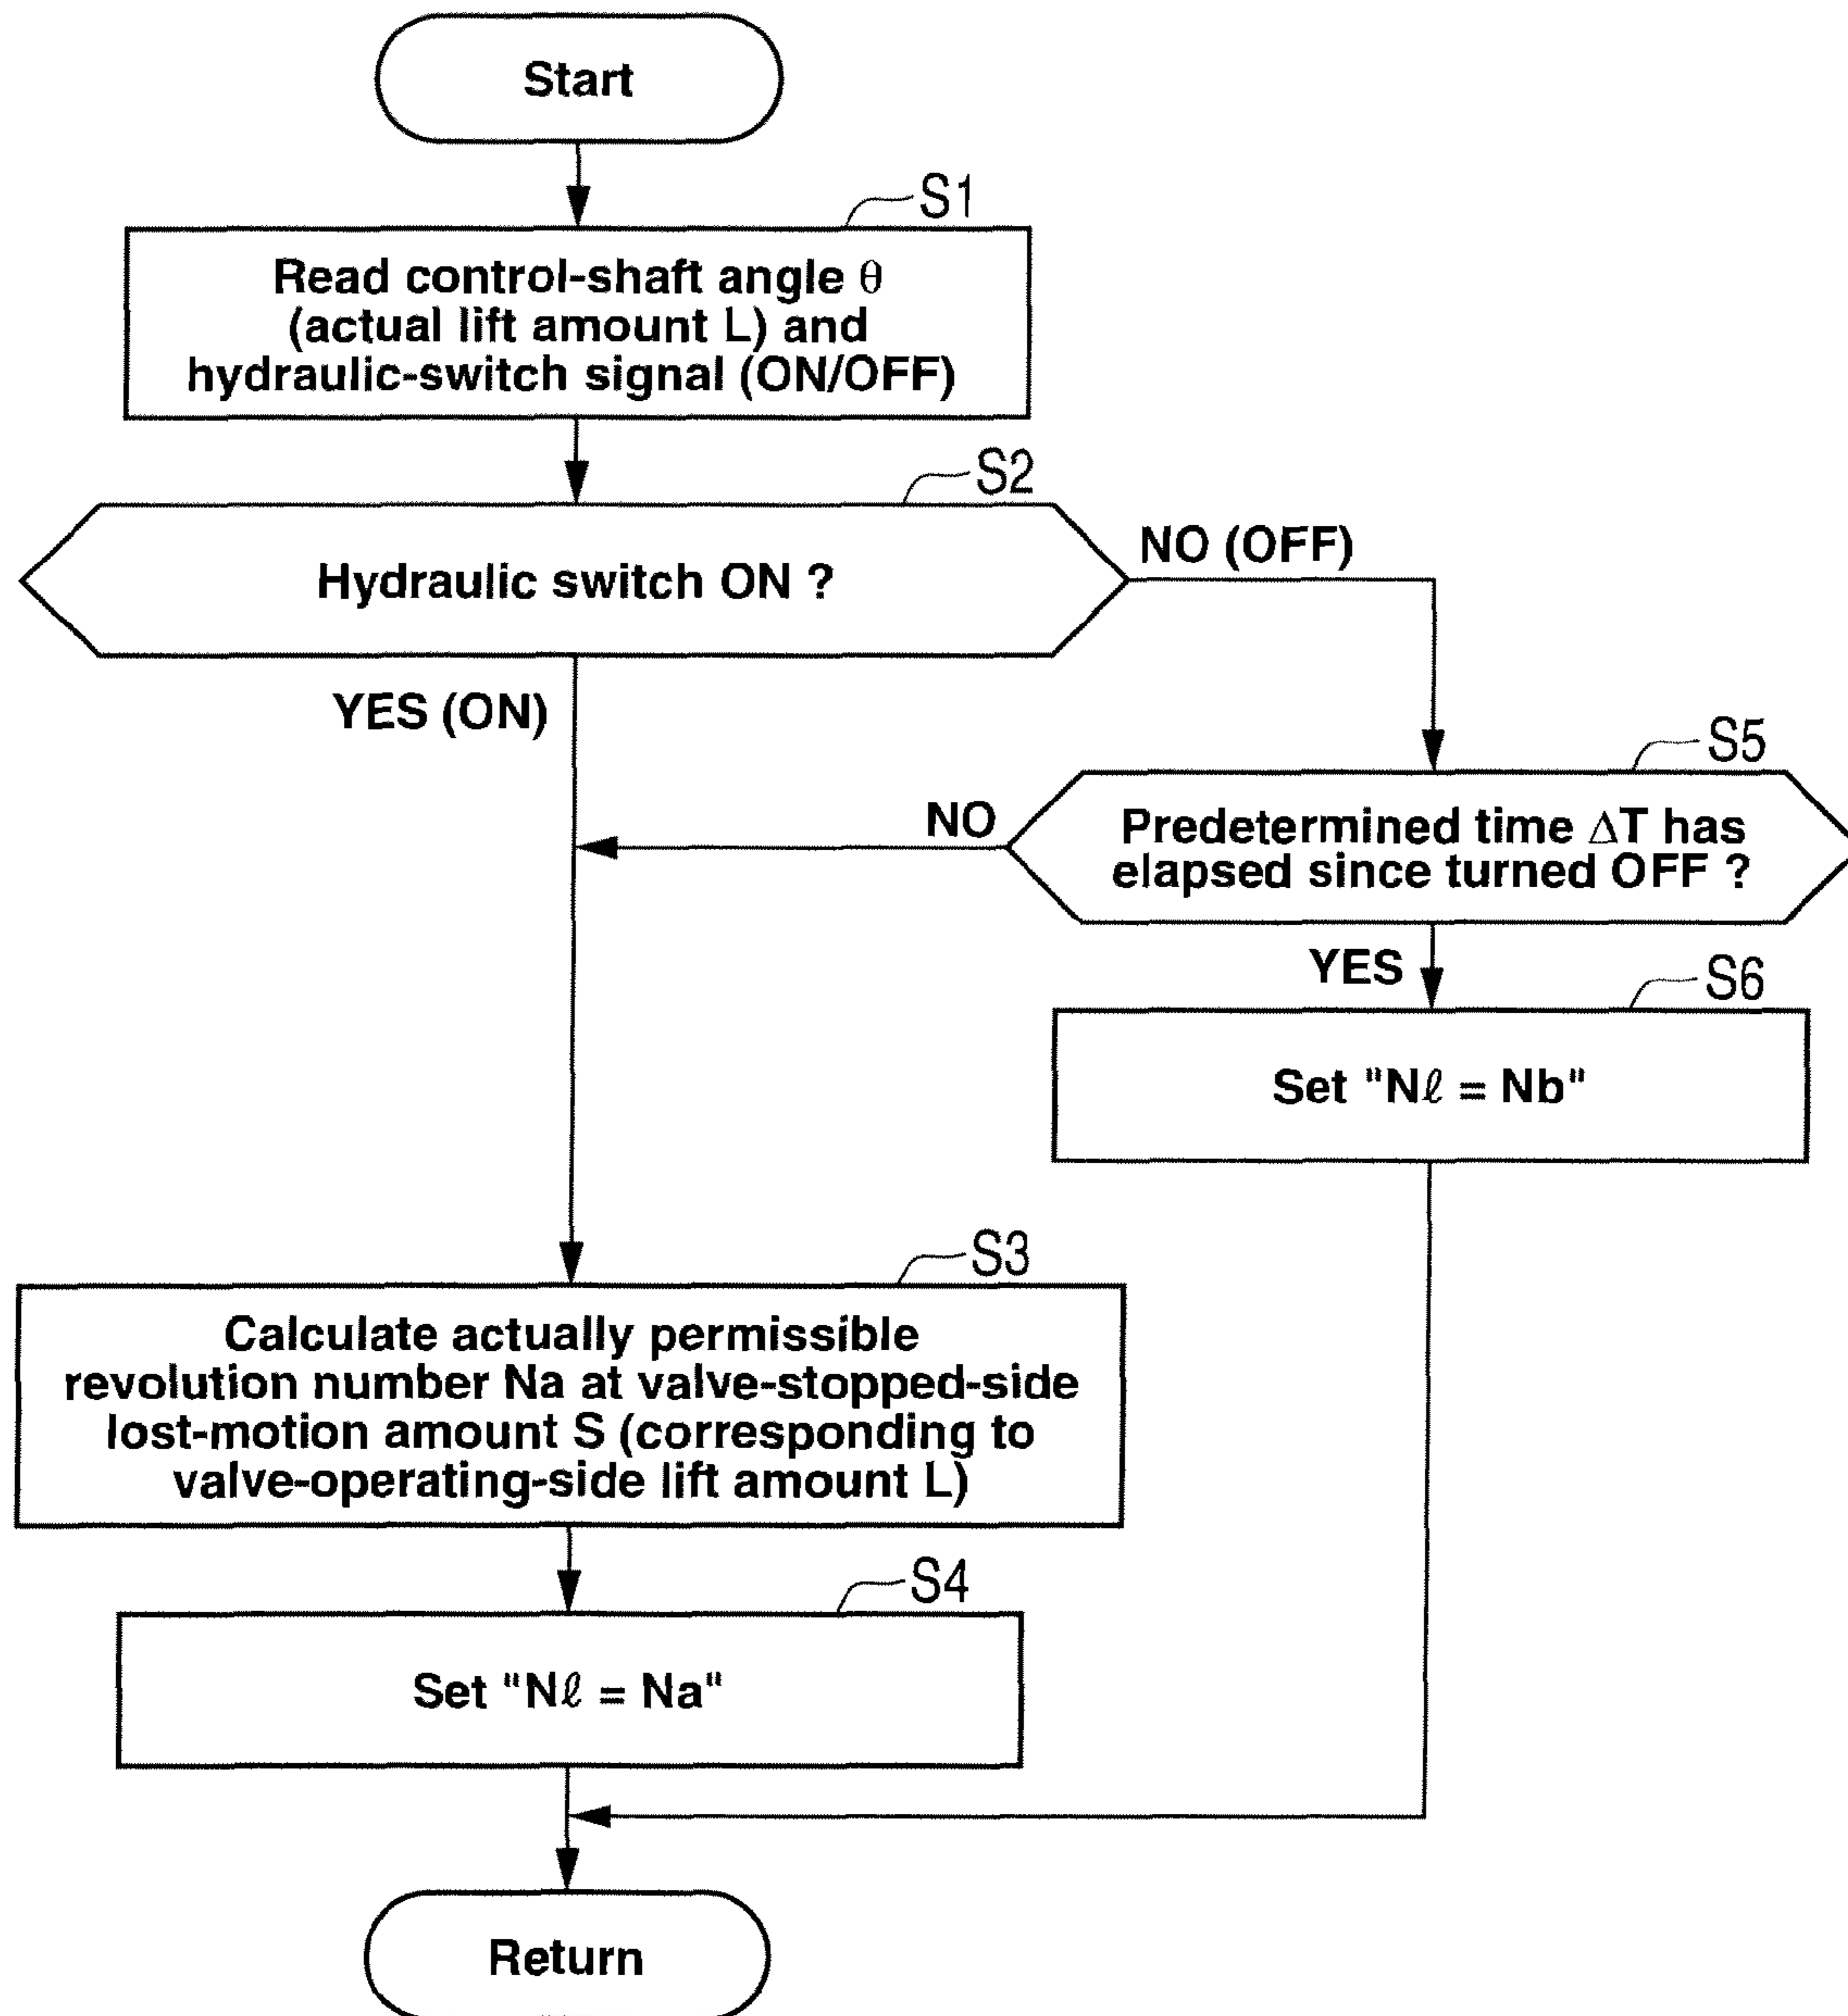 Start
S1
Read control-shaft angle θ
(actual lift amount L) and
hydraulic-switch signal (ON/OFF)
S2
Hydraulic switch ON ?
NO (OFF)
YES (ON)
S5
Predetermined time ΔT has
elapsed since turned OFF ?
NO
YES
S6
Set "Nℓ = Nb"
S3
Calculate actually permissible
revolution number Na at valve-stopped-side
lost-motion amount S (corresponding to
valve-operating-side lift amount L)
S4
Set "Nℓ = Na"
Return